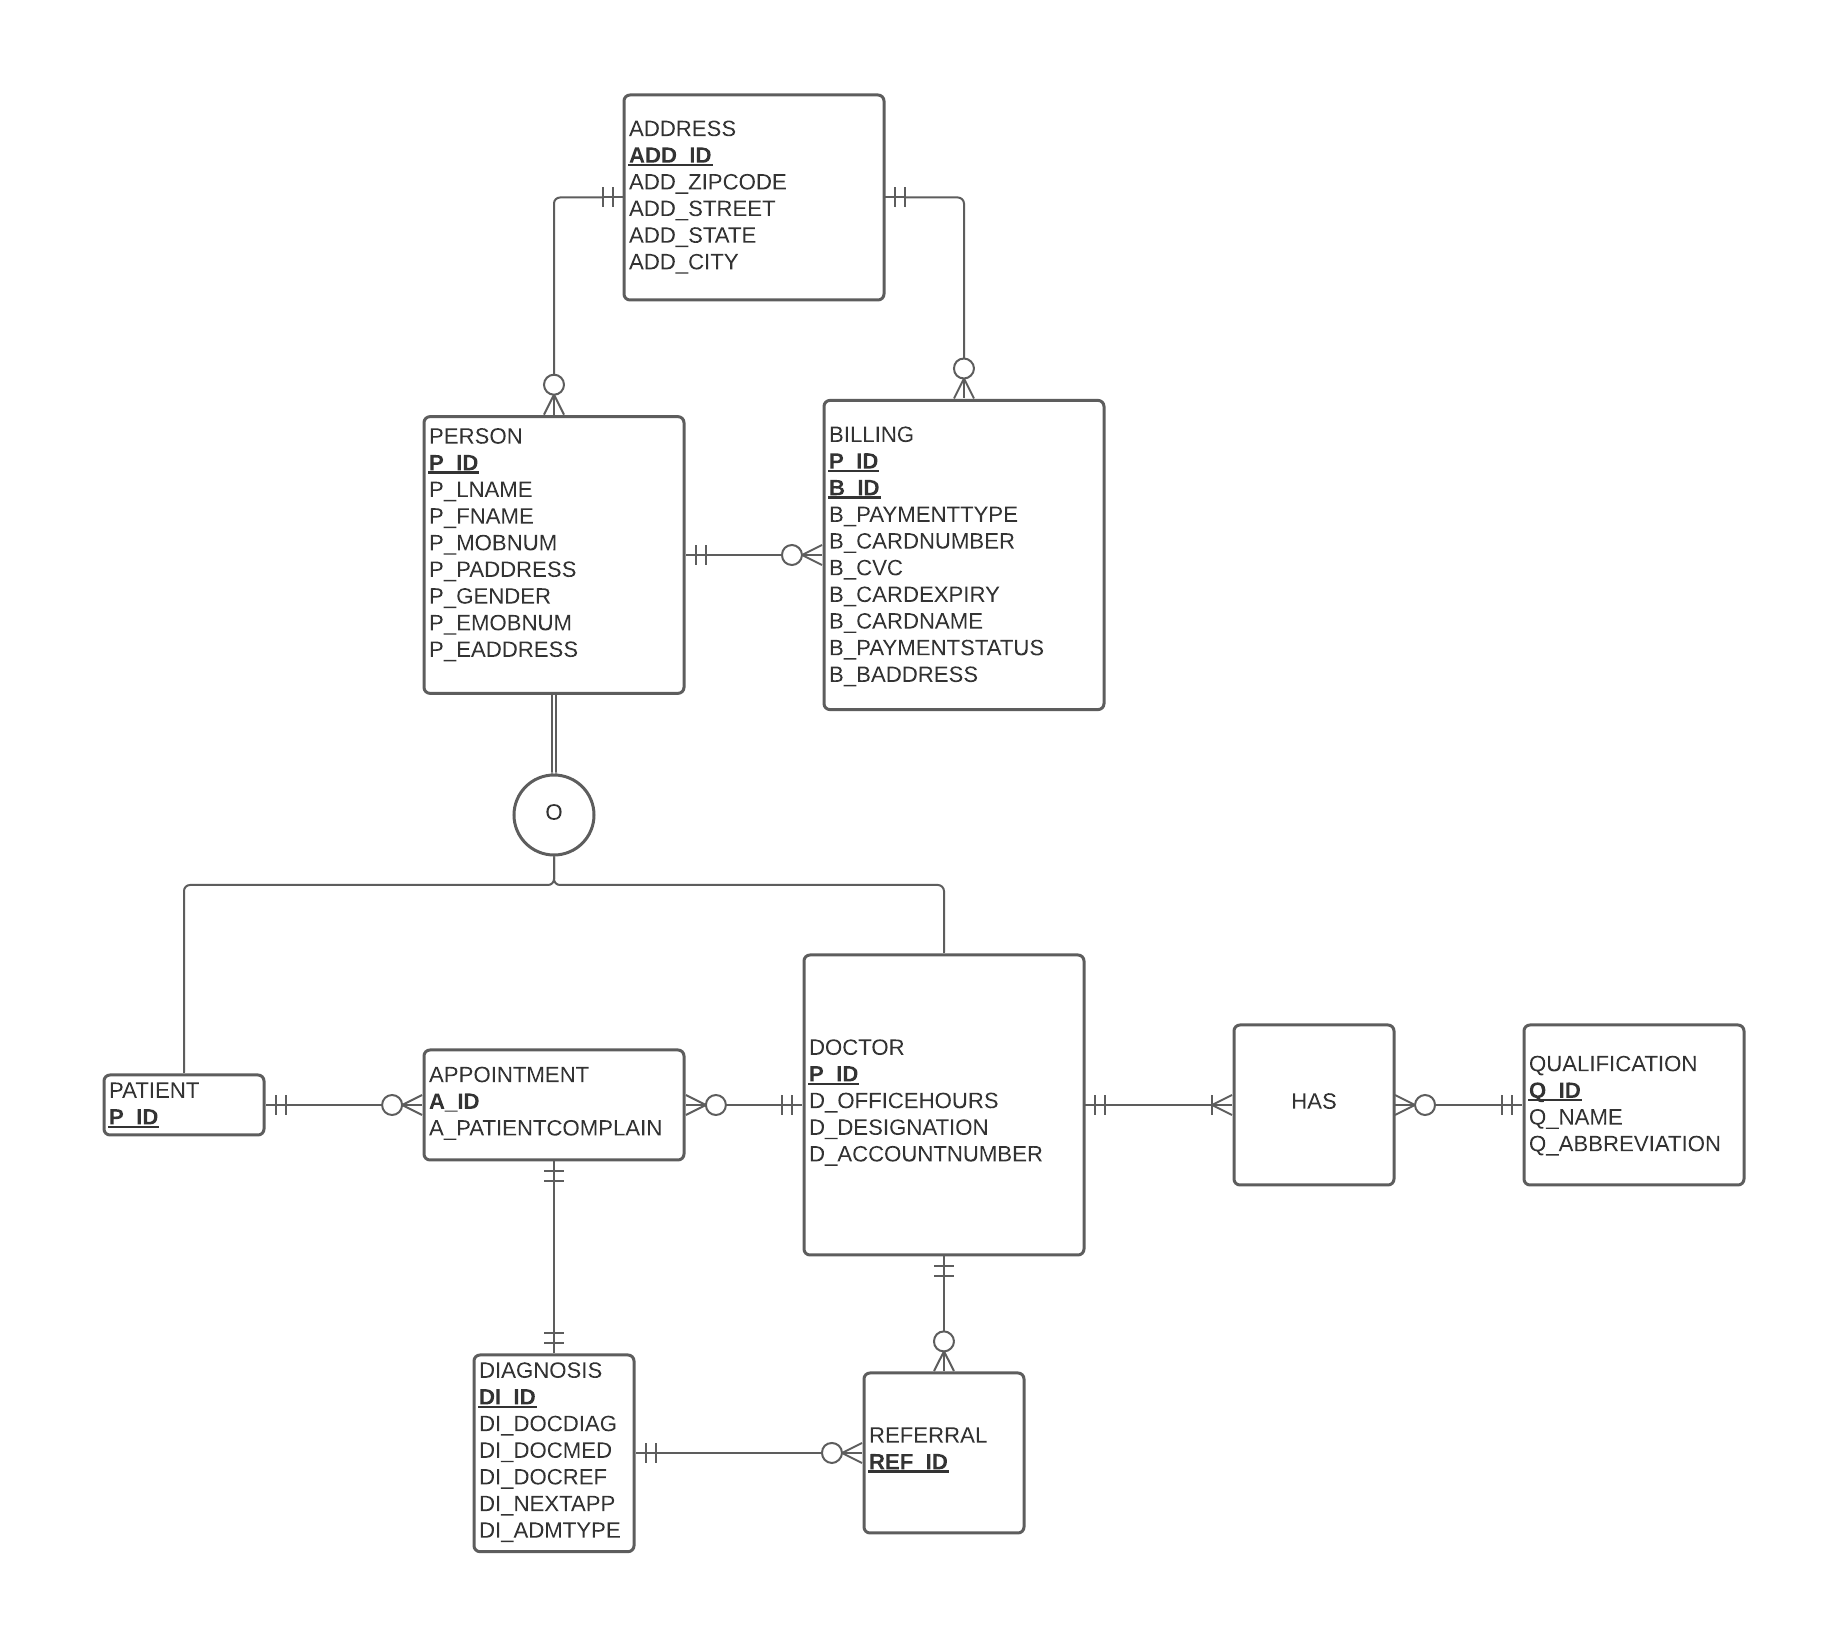 ADDRESS
ADD_ID
ADD_ZIPCODE
ADD_STREET
ADD_STATE
ADD_CITY
PERSON
P_ID
P_LNAME
P_FNAME
P_MOBNUM
P_PADDRESS
P_GENDER
P_EMOBNUM
P_EADDRESS
BILLING
P_ID
B_ID
B_PAYMENTTYPE
B_CARDNUMBER
B_CVC
B_CARDEXPIRY
B_CARDNAME
B_PAYMENTSTATUS
B_BADDRESS
O
PATIENT
P_ID
APPOINTMENT
A_ID
A_PATIENTCOMPLAIN
DOCTOR
P_ID
D_OFFICEHOURS
D_DESIGNATION
D_ACCOUNTNUMBER
HAS
QUALIFICATION
Q_ID
Q_NAME
Q_ABBREVIATION
DIAGNOSIS
DI_ID
DI_DOCDIAG
DI_DOCMED
DI_DOCREF
DI_NEXTAPP
DI_ADMTYPE
REFERRAL
REF_ID